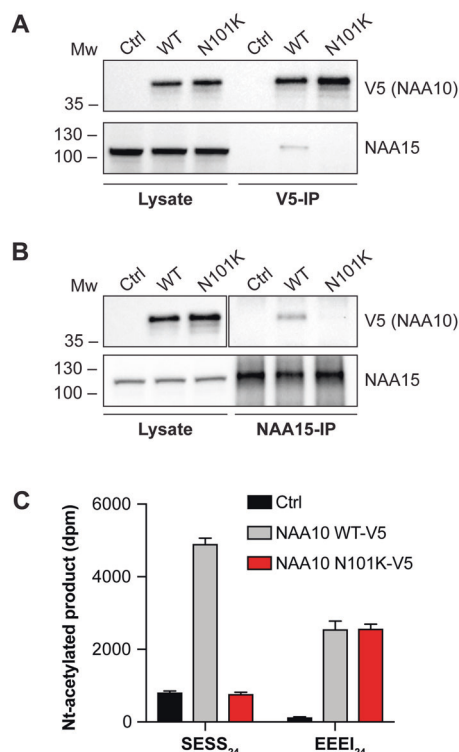 A
Mw Ctrl WT N101K Ctrl WT N101K
V5 (NAA10)
35 –
130 –
100 –
NAA15
Lysate V5-IP
B
Mw Ctrl WT N101K Ctrl WT N101K
V5 (NAA10)
35 –
130 –
100 –
NAA15
Lysate NAA15-IP
C
Nt-acetylated product (dpm)
6000
4000
2000
0
Ctrl
NAA10 WT-V5
NAA10 N101K-V5
SESS24 EEEI24